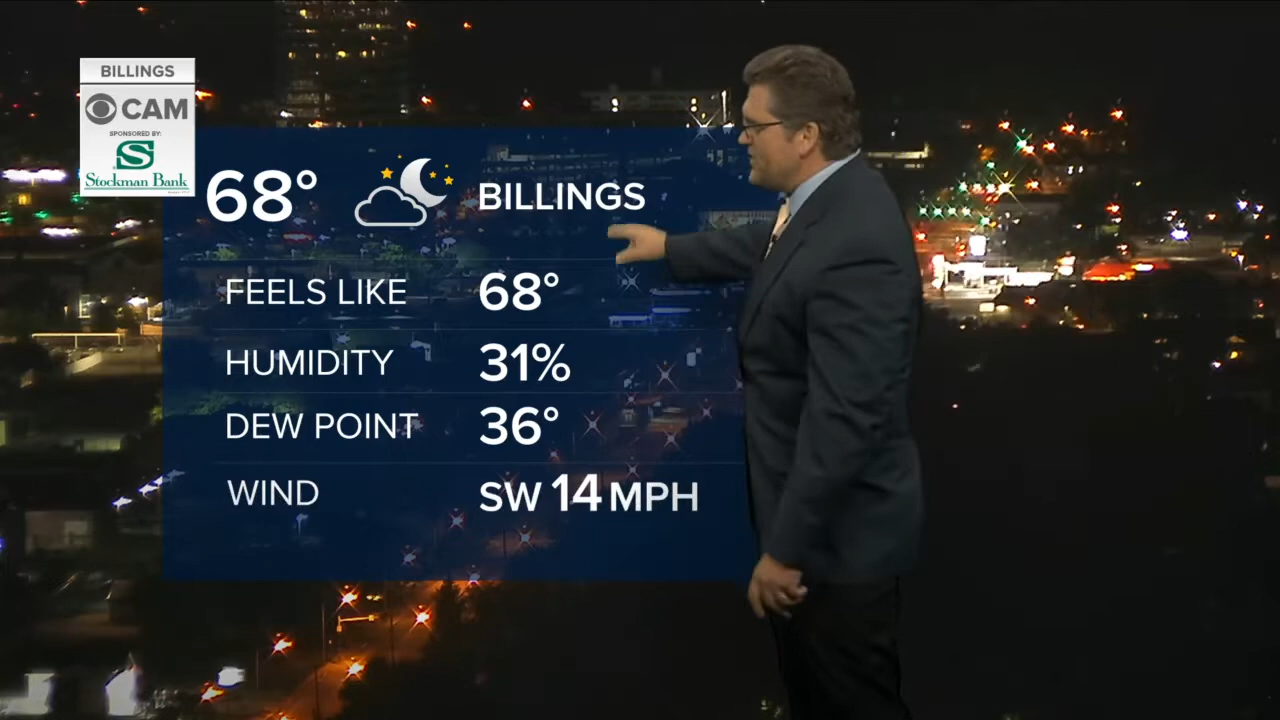 BILLINGS
CAM
SPONSORED BY:
S
Stockman Bank
68° BILLINGS
FEELS LIKE 68°
HUMIDITY 31%
DEW POINT 36°
WIND SW 14 MPH